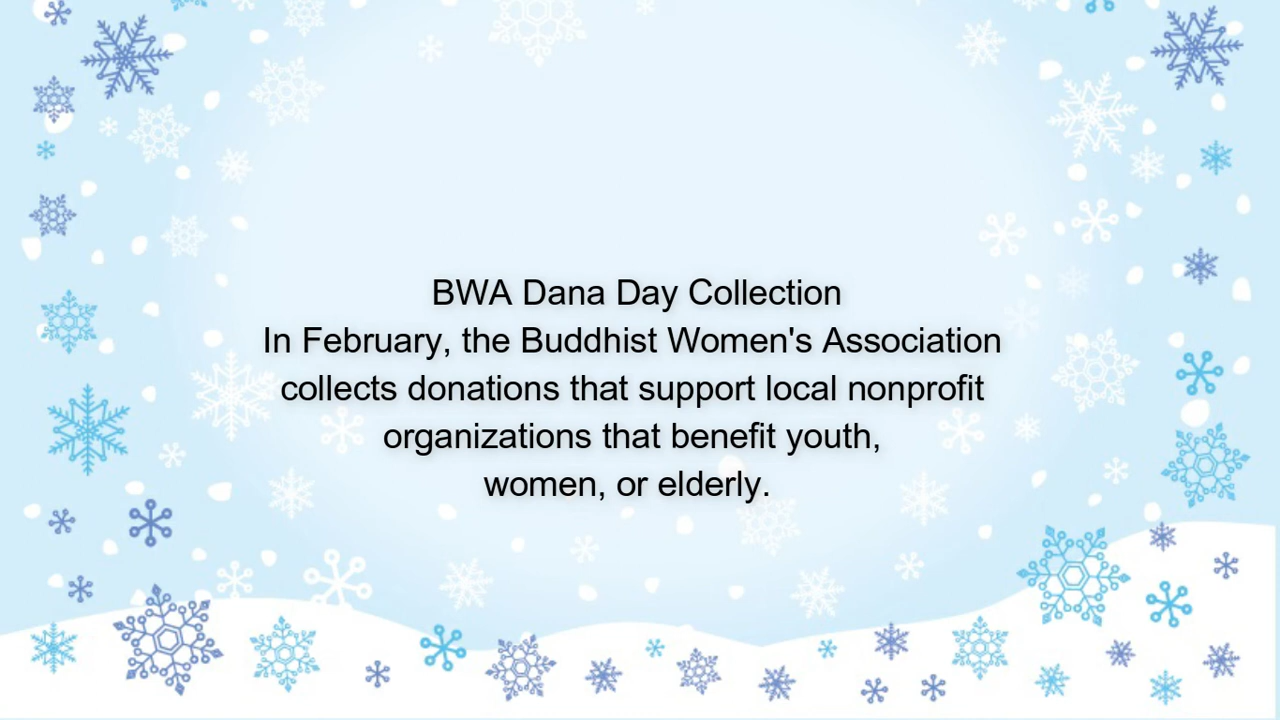 BWA Dana Day Collection
In February, the Buddhist Women's Association
collects donations that support local nonprofit
organizations that benefit youth,
women, or elderly.